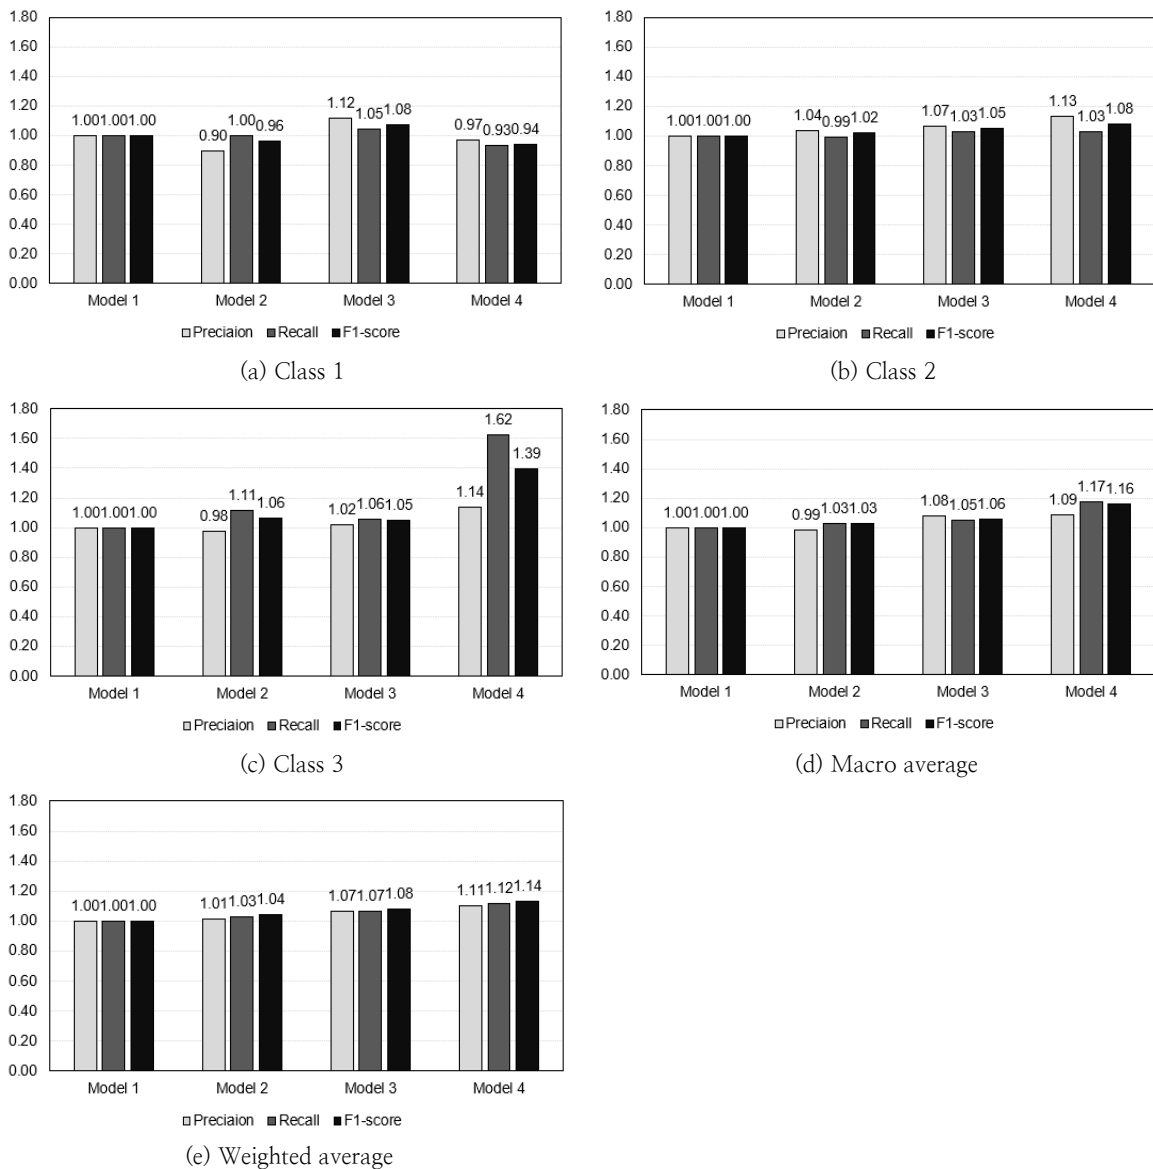 1.80
1.60
1.40
1.20
1.00
0.80
0.60
0.40
0.20
0.00
1.00 1.00 1.00
0.90 1.00 0.96
1.12 1.05 1.08
0.97 0.93 0.94
Model 1 Model 2 Model 3 Model 4
Preciaion Recall F1-score
(a) Class 1
1.80
1.60
1.40
1.20
1.00
0.80
0.60
0.40
0.20
0.00
1.00 1.00 1.00
1.04 0.99 1.02
1.07 1.03 1.05
1.13 1.03 1.08
Model 1 Model 2 Model 3 Model 4
Preciaion Recall F1-score
(b) Class 2
1.80
1.60
1.40
1.20
1.00
0.80
0.60
0.40
0.20
0.00
1.00 1.00 1.00
0.98 1.11 1.06
1.02 1.06 1.05
1.14 1.62 1.39
Model 1 Model 2 Model 3 Model 4
Preciaion Recall F1-score
(c) Class 3
1.80
1.60
1.40
1.20
1.00
0.80
0.60
0.40
0.20
0.00
1.00 1.00 1.00
0.99 1.03 1.03
1.08 1.05 1.06
1.09 1.17 1.16
Model 1 Model 2 Model 3 Model 4
Preciaion Recall F1-score
(d) Macro average
1.80
1.60
1.40
1.20
1.00
0.80
0.60
0.40
0.20
0.00
1.00 1.00 1.00
1.01 1.03 1.04
1.07 1.07 1.08
1.11 1.12 1.14
Model 1 Model 2 Model 3 Model 4
Preciaion Recall F1-score
(e) Weighted average